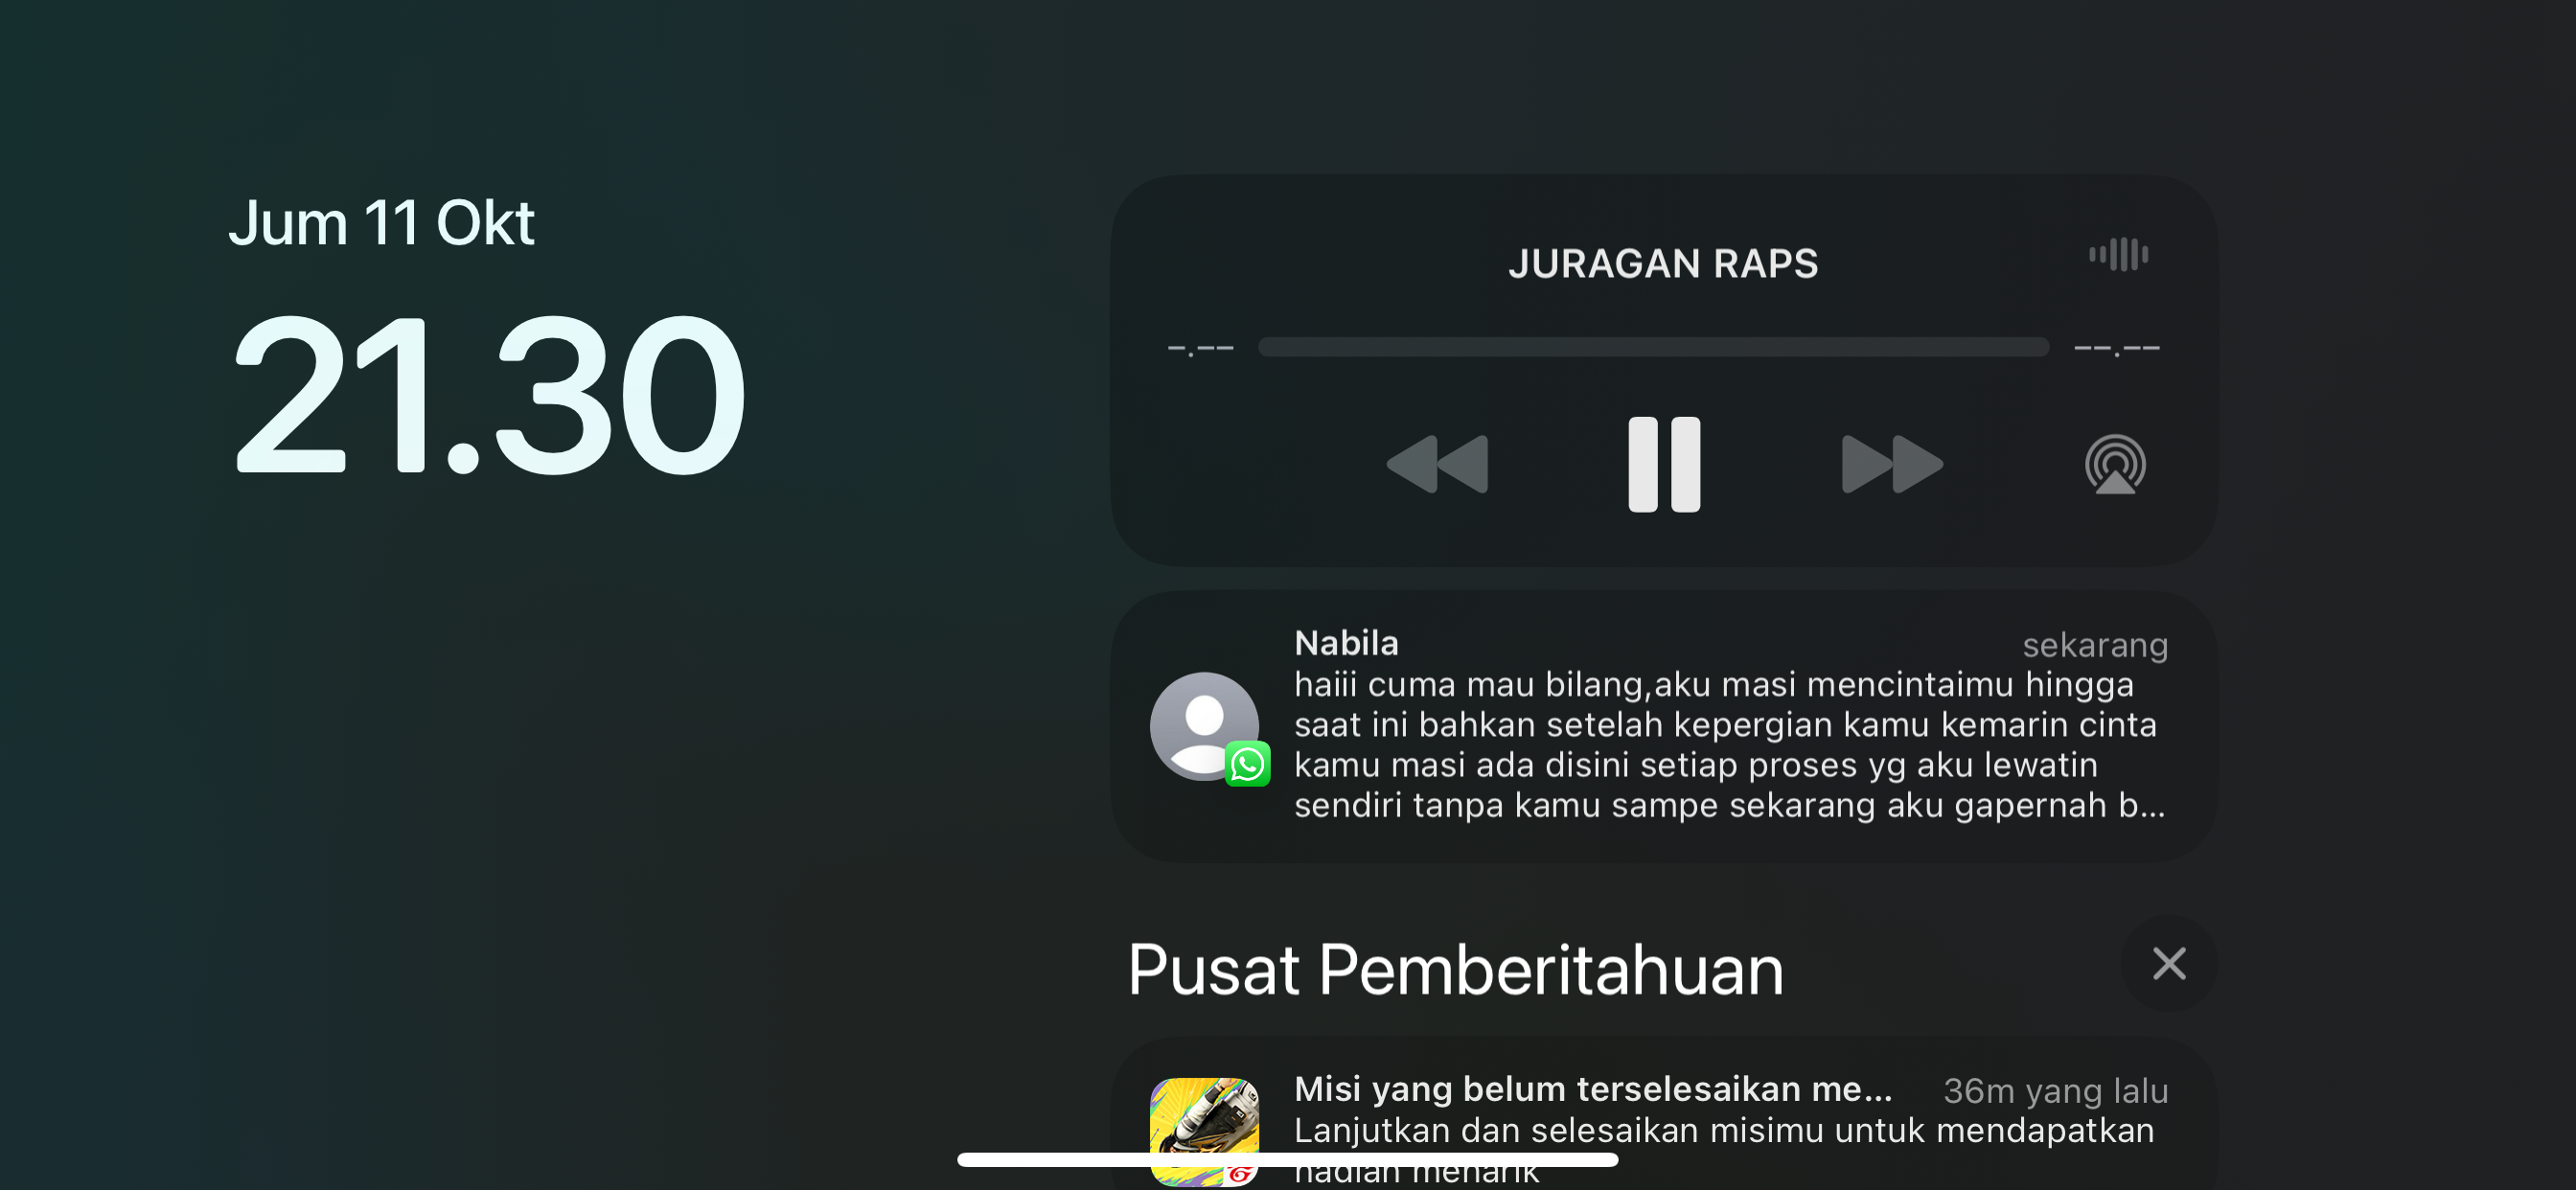 Jum 11 Okt
21.30
JURAGAN RAPS
-.-- --.--
Nabila sekarang
haiii cuma mau bilang,aku masi mencintaimu hingga
saat ini bahkan setelah kepergian kamu kemarin cinta
kamu masi ada disini setiap proses yg aku lewatin
sendiri tanpa kamu sampe sekarang aku gapernah b...
Pusat Pemberitahuan
Misi yang belum terselesaikan me... 36m yang lalu
Lanjutkan dan selesaikan misimu untuk mendapatkan
hadiah menarik